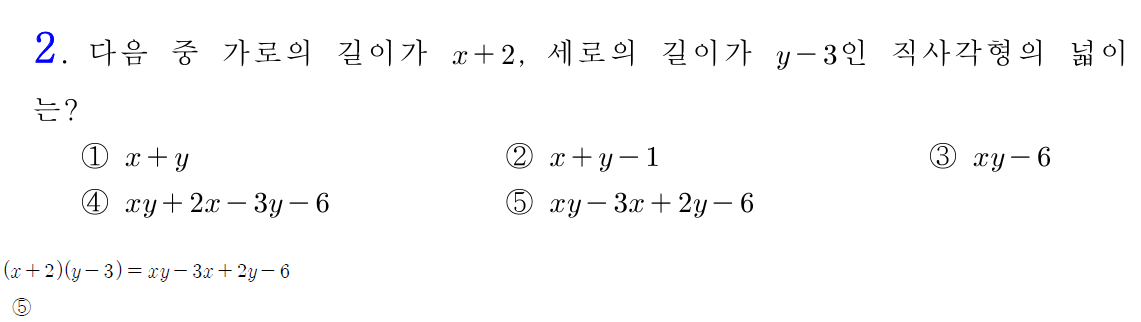 2. 다음 중 가로의 길이가 x+2, 세로의 길이가 y-3인 직사각형의 넓이
는?
① x+y ② x+y-1 ③ xy-6
④ xy+2x-3y-6 ⑤ xy-3x+2y-6
(x+2)(y-3)=xy-3x+2y-6
⑤